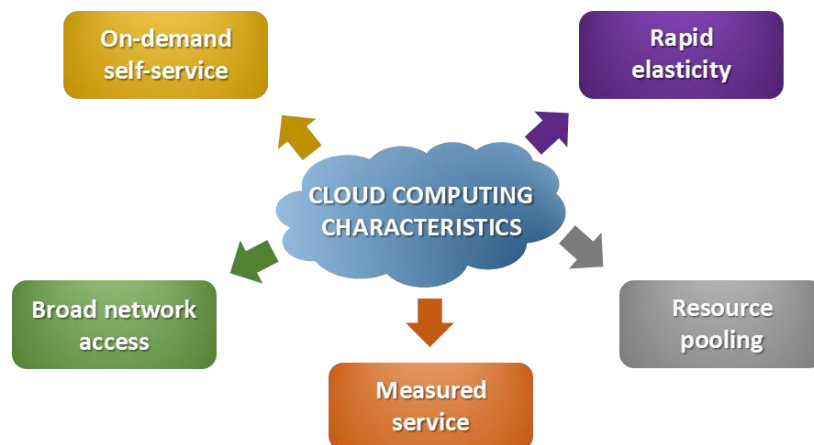 On-demand
self-service
Rapid
elasticity
CLOUD COMPUTING
CHARACTERISTICS
Broad network
access
Resource
pooling
Measured
service